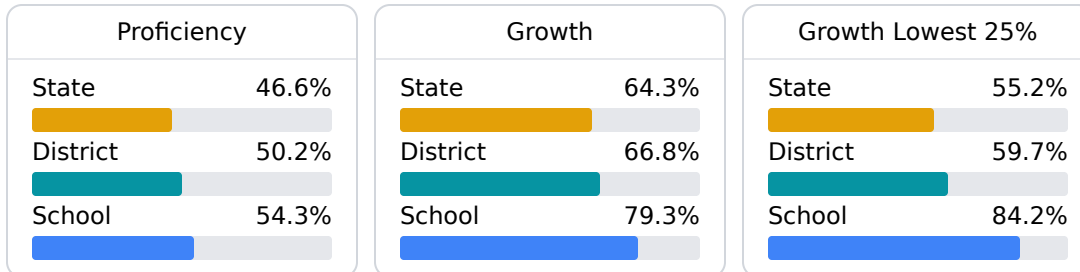 Proficiency
State 46.6%
District 50.2%
School 54.3%
Growth
State 64.3%
District 66.8%
School 79.3%
Growth Lowest 25%
State 55.2%
District 59.7%
School 84.2%